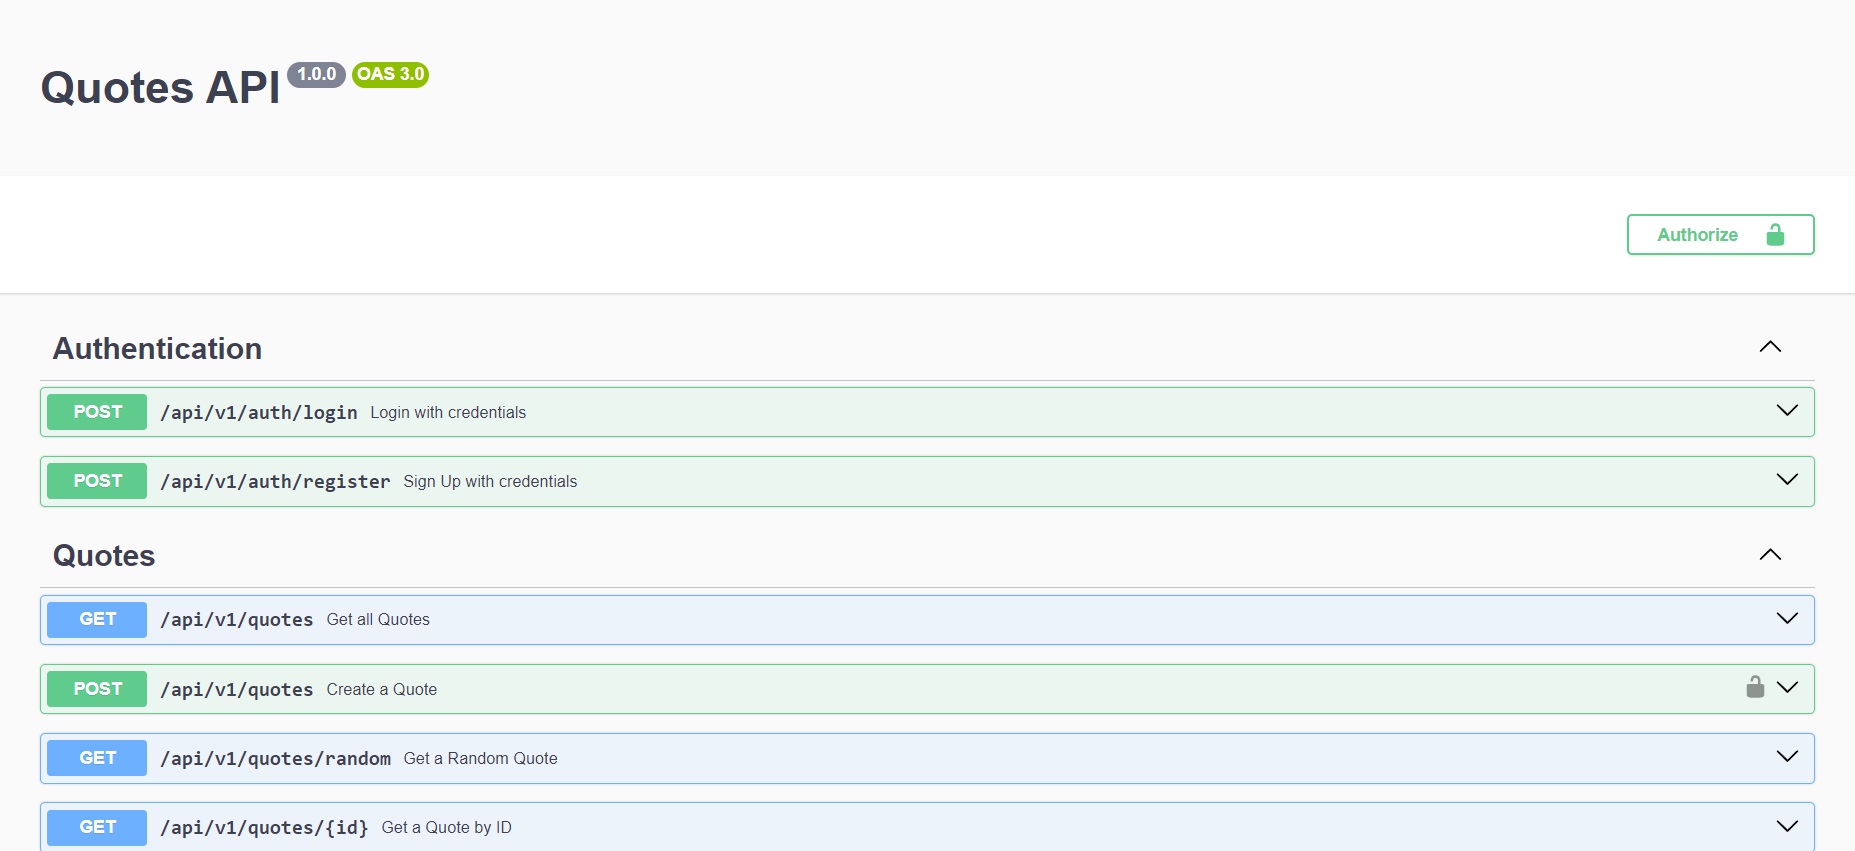 Quotes API 1.0.0 OAS 3.0
Authorize
Authentication
POST /api/v1/auth/login Login with credentials
POST /api/v1/auth/register Sign Up with credentials
Quotes
GET /api/v1/quotes Get all Quotes
POST /api/v1/quotes Create a Quote
GET /api/v1/quotes/random Get a Random Quote
GET /api/v1/quotes/{id} Get a Quote by ID